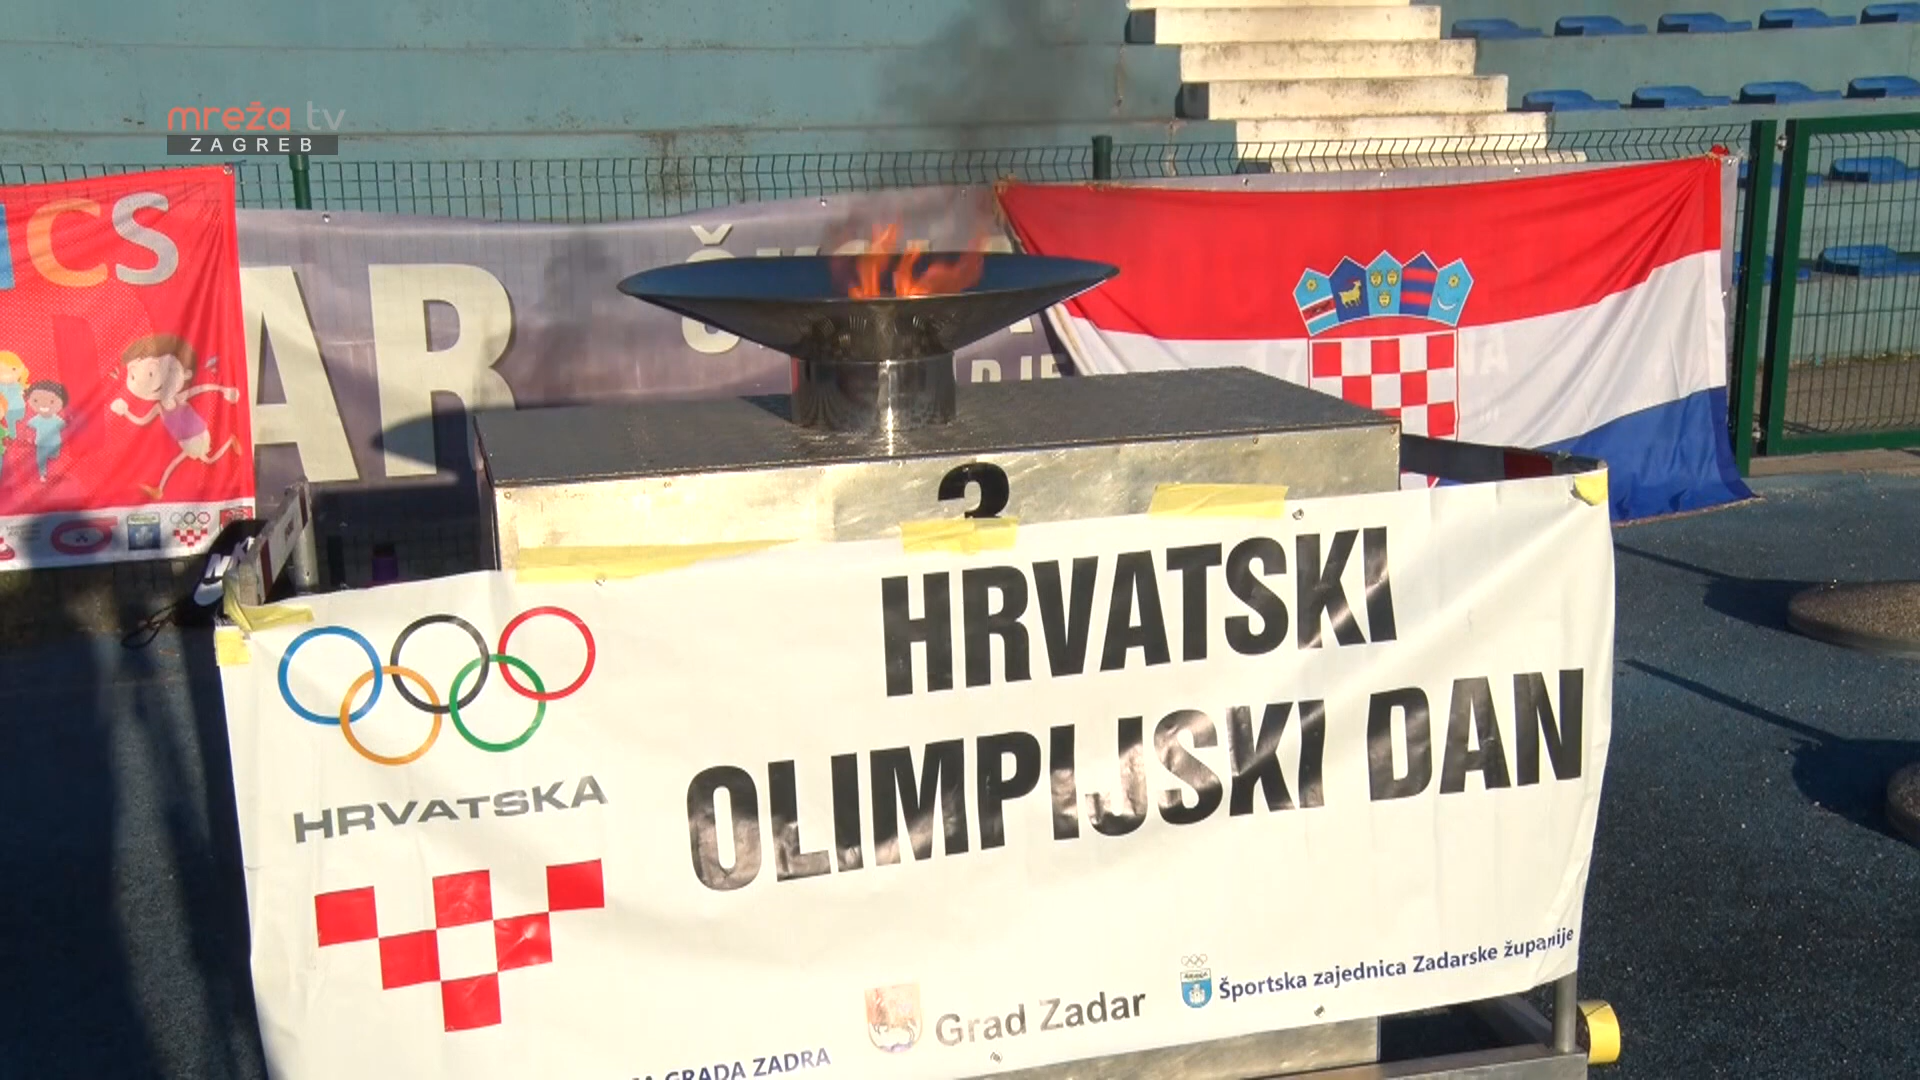 mreža tv
ZAGREB
ICS
AR
3
HRVATSKI
OLIMPIJSKI DAN
HRVATSKA
Grad Zadar
Športska zajednica Zadarske županije
GRADA ZADRA